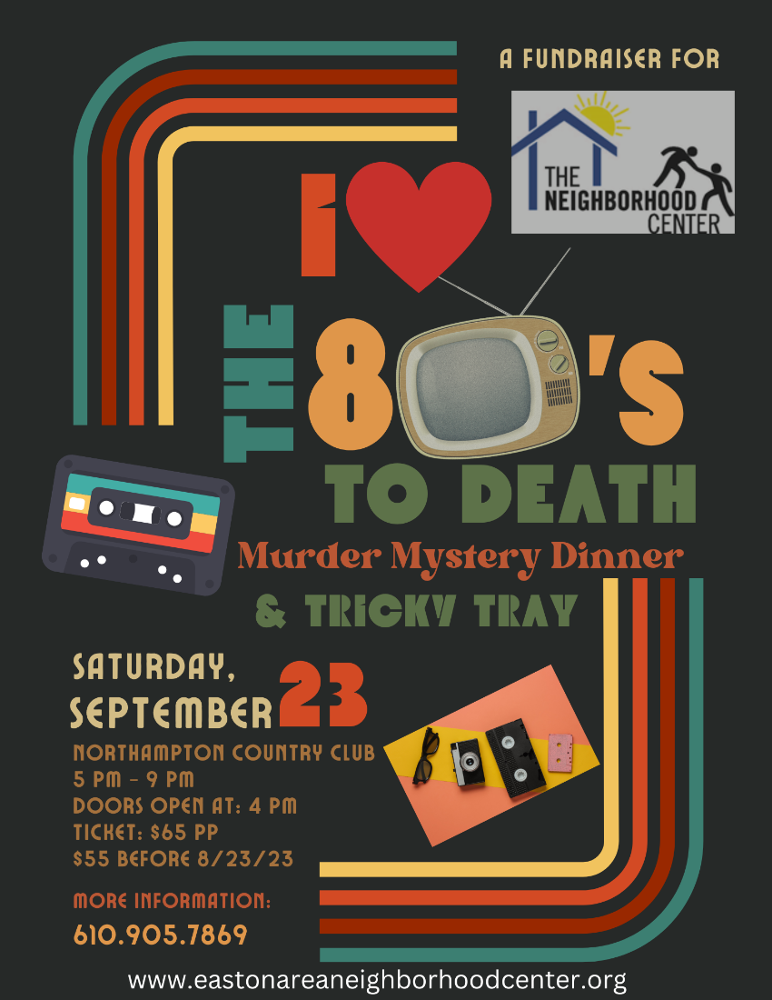 A FUNDRAISER FOR
THE
NEIGHBORHOOD
CENTER
I
THE
8 'S
TO DEATH
Murder Mystery Dinner
& TRICKY TRAY
SATURDAY,
SEPTEMBER 23
NORTHAMPTON COUNTRY CLUB
5 PM - 9 PM
DOORS OPEN AT: 4 PM
TICKET: $65 PP
$55 BEFORE 8/23/23
MORE INFORMATION:
610.905.7869
www.eastonareaneighborhoodcenter.org